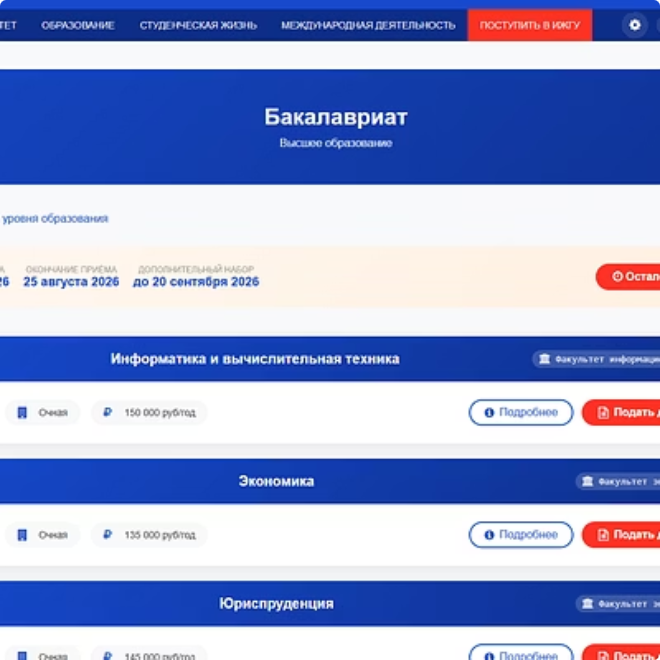 ТЕТ ОБРАЗОВАНИЕ СТУДЕНЧЕСКАЯ ЖИЗНЬ МЕЖДУНАРОДНАЯ ДЕЯТЕЛЬНОСТЬ ПОСТУПИТЬ В ИЖГУ
Бакалавриат
Высшее образование
уровня образования
А ОКОНЧАНИЕ ПРИЁМА ДОПОЛНИТЕЛЬНЫЙ НАБОР
26 25 августа 2026 до 20 сентября 2026
Остало
Информатика и вычислительная техника Факультет информацио
Очная 150 000 руб/год Подробнее Подать д
Экономика Факультет э
Очная 135 000 руб/год Подробнее Подать д
Юриспруденция Факультет э
Очная 145 000 руб/год Подробнее Подать д